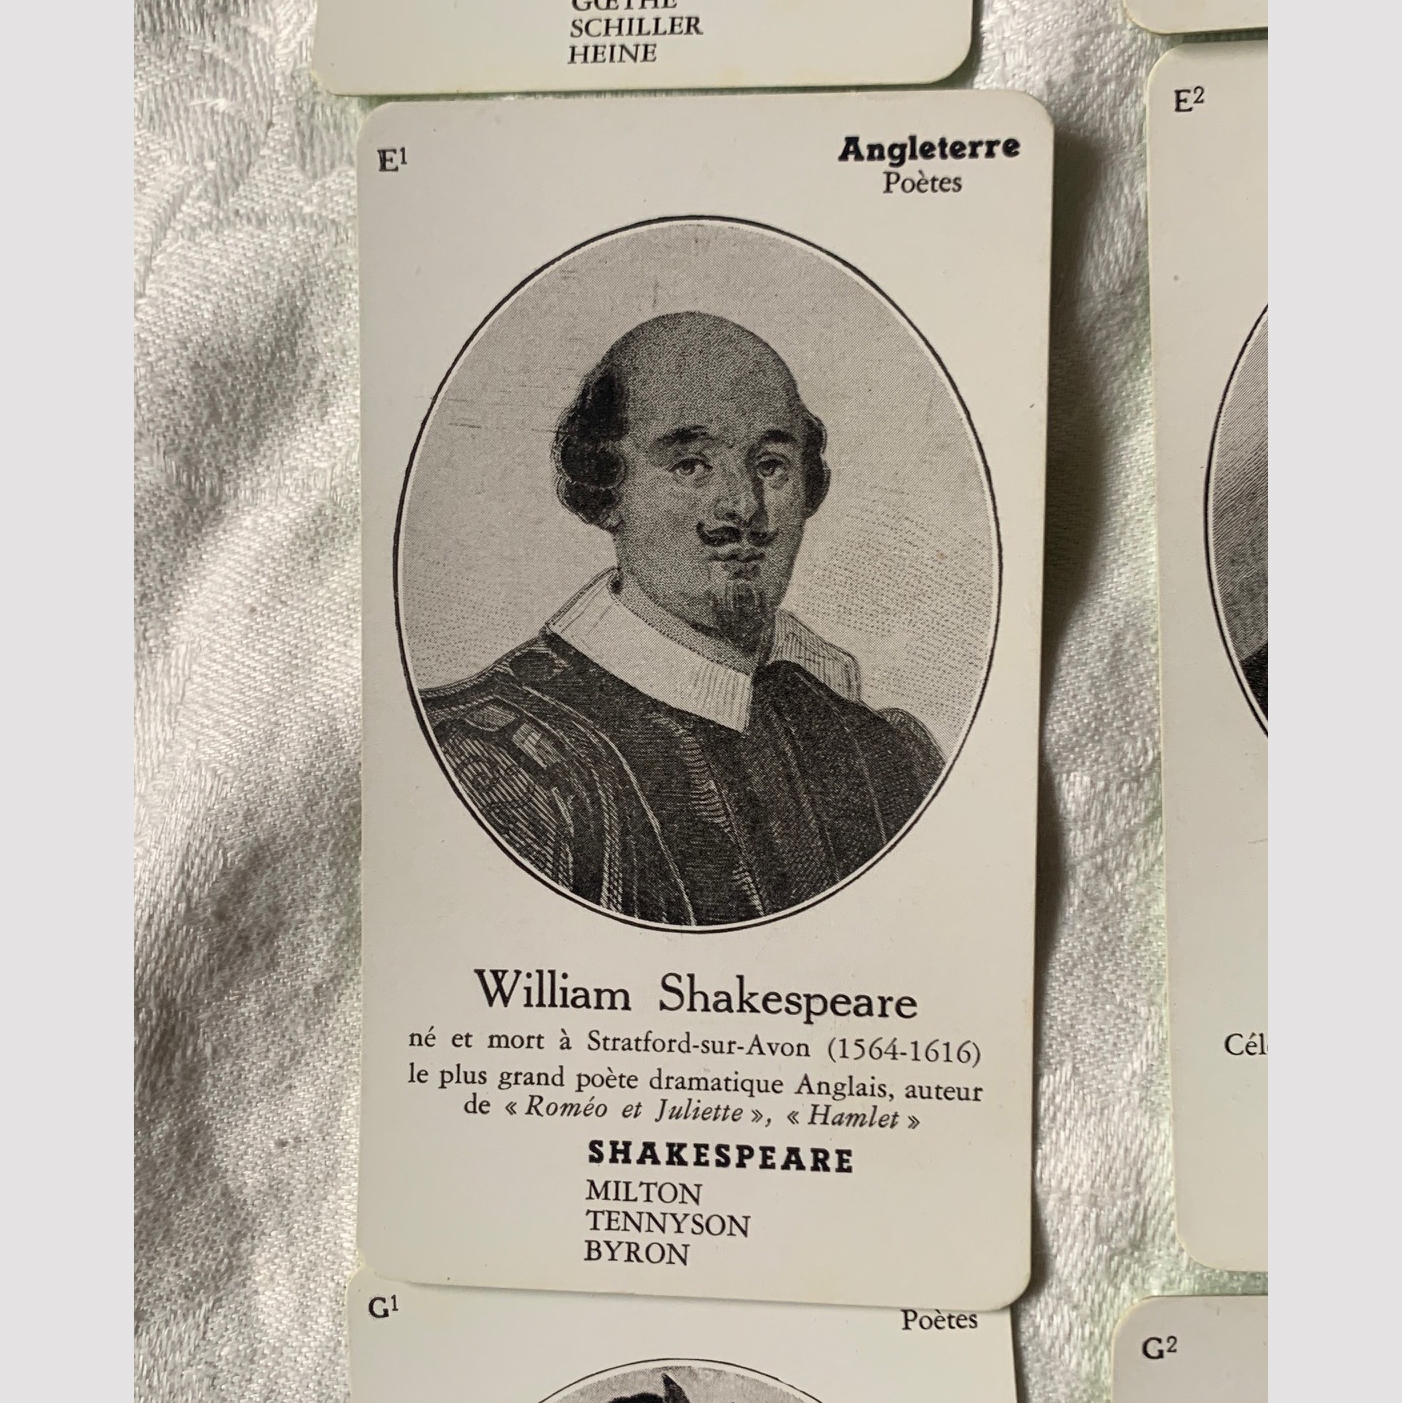 GŒTHE
SCHILLER
HEINE
E1
Angleterre
Poètes
William Shakespeare
né et mort à Stratford-sur-Avon (1564-1616)
le plus grand poète dramatique Anglais, auteur
de « Roméo et Juliette », « Hamlet »
SHAKESPEARE
MILTON
TENNYSON
BYRON
E2
G1
Poètes
G2